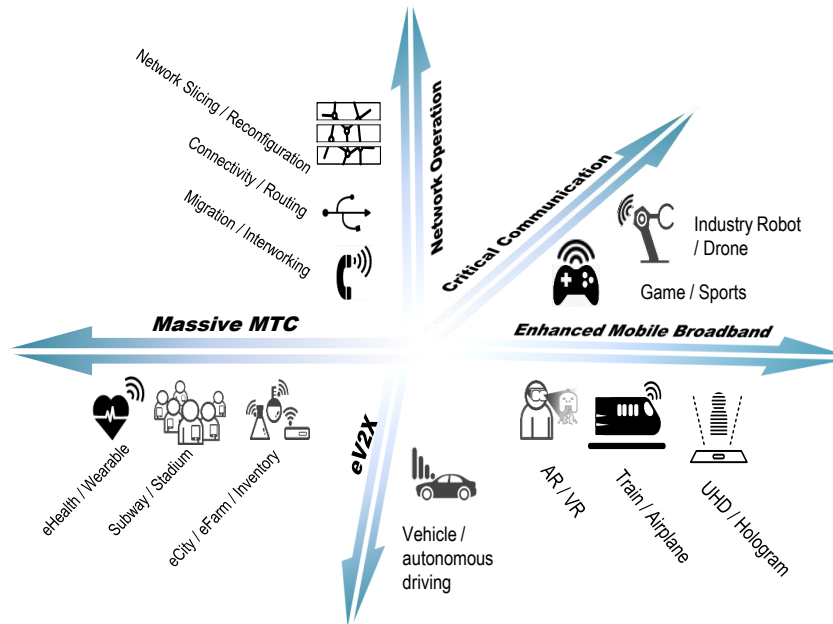 Network Slicing / Reconfiguration
Connectivity / Routing
Migration / Interworking
Network Operation
Critical Communication
Industry Robot
/ Drone
Game / Sports
Massive MTC
Enhanced Mobile Broadband
eHealth / Wearable
Subway / Stadium
eCity / eFarm / Inventory
eV2X
Vehicle /
autonomous
driving
AR / VR
Train / Airplane
UHD / Hologram